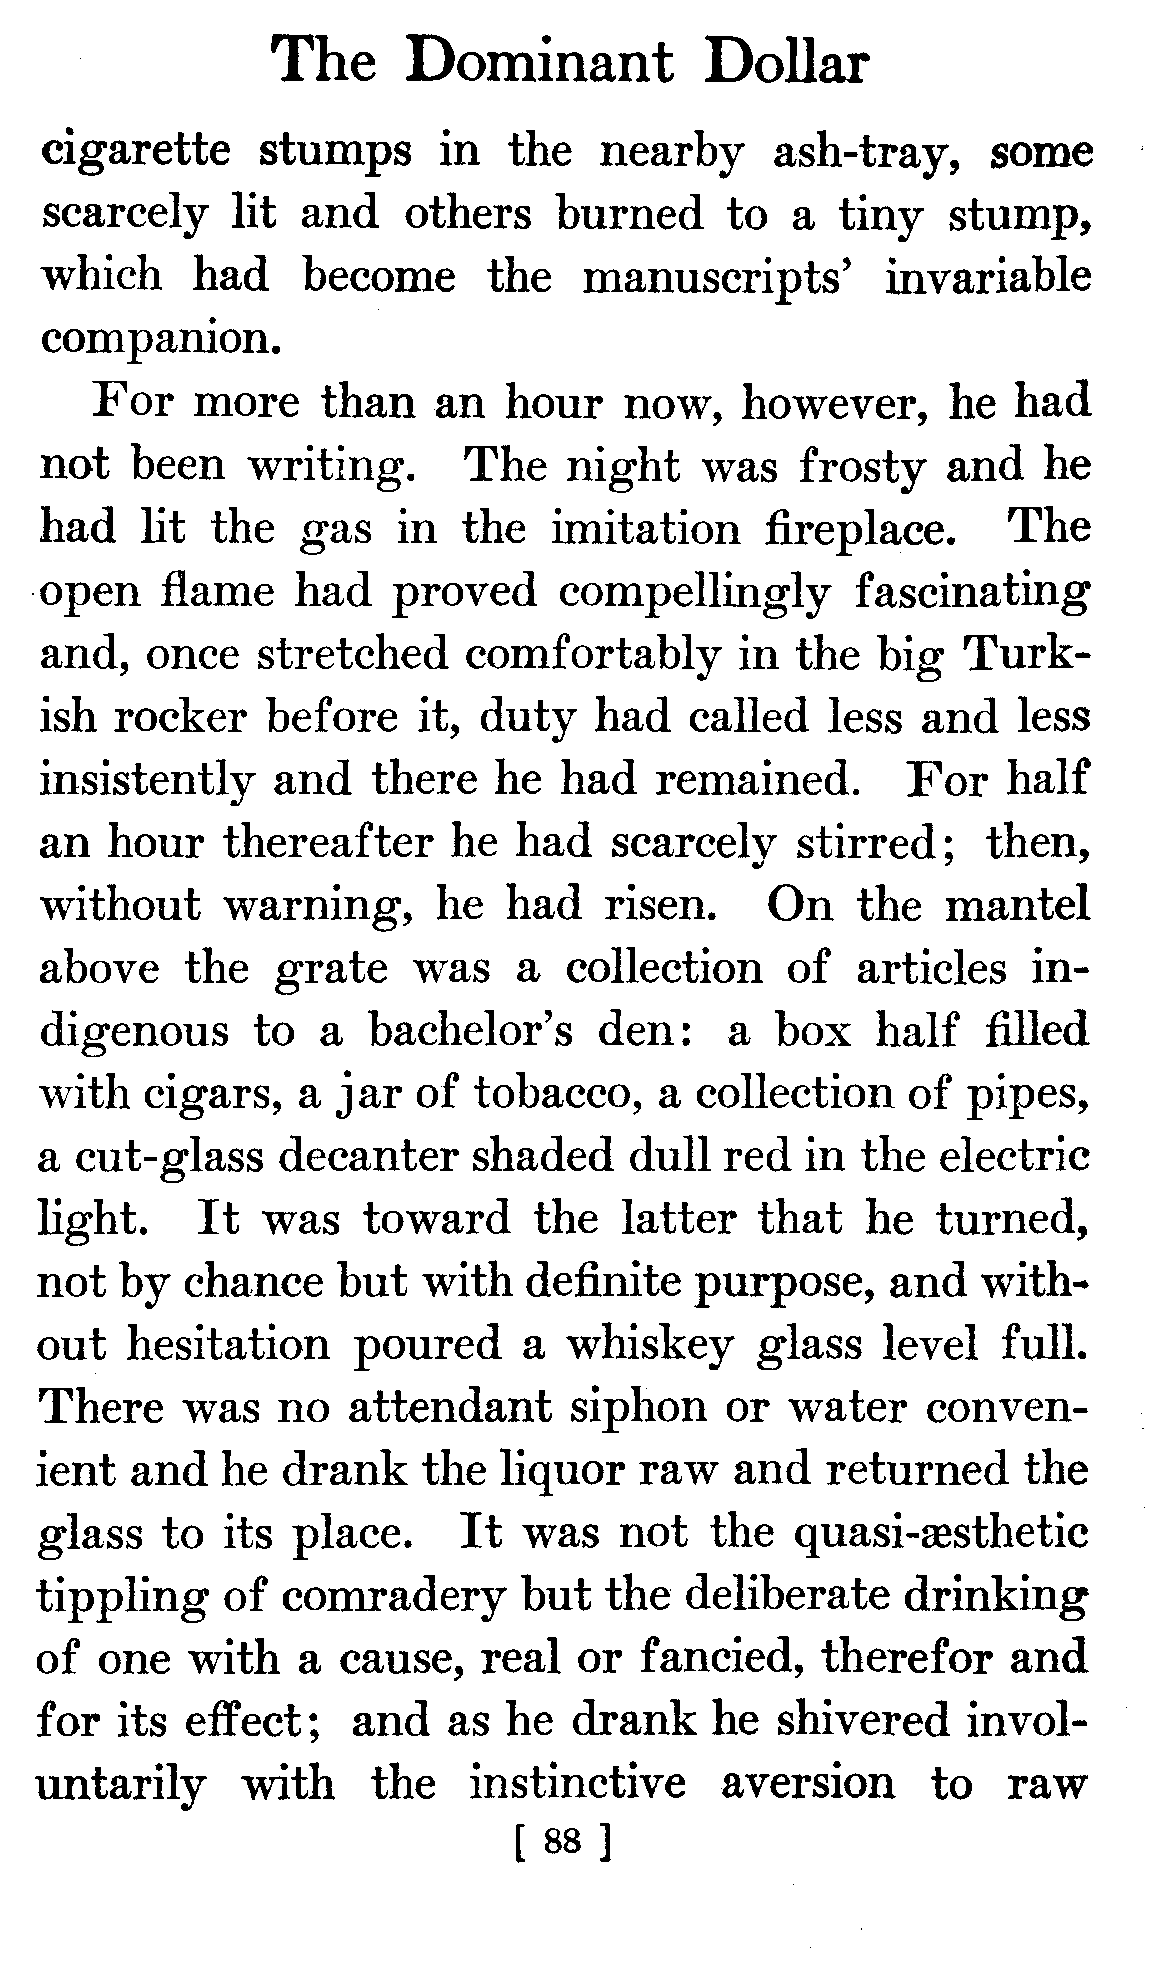 The Dominant Dollar
cigarette stumps in the nearby ash-tray, some
scarcely lit and others burned to a tiny stump,
which had become the manuscripts’ invariable
companion.
For more than an hour now, however, he had
not been writing. The night was frosty and he
had lit the gas in the imitation fireplace. The
open flame had proved compellingly fascinating
and, once stretched comfortably in the big Turk-
ish rocker before it, duty had called less and less
insistently and there he had remained. For half
an hour thereafter he had scarcely stirred; then,
without warning, he had risen. On the mantel
above the grate was a collection of articles in-
digenous to a bachelor’s den: a box half filled
with cigars, a jar of tobacco, a collection of pipes,
a cut-glass decanter shaded dull red in the electric
light. It was toward the latter that he turned,
not by chance but with definite purpose, and with-
out hesitation poured a whiskey glass level full.
There was no attendant siphon or water conven-
ient and he drank the liquor raw and returned the
glass to its place. It was not the quasi-æsthetic
tippling of comradery but the deliberate drinking
of one with a cause, real or fancied, therefor and
for its effect; and as he drank he shivered invol-
untarily with the instinctive aversion to raw
[ 88 ]